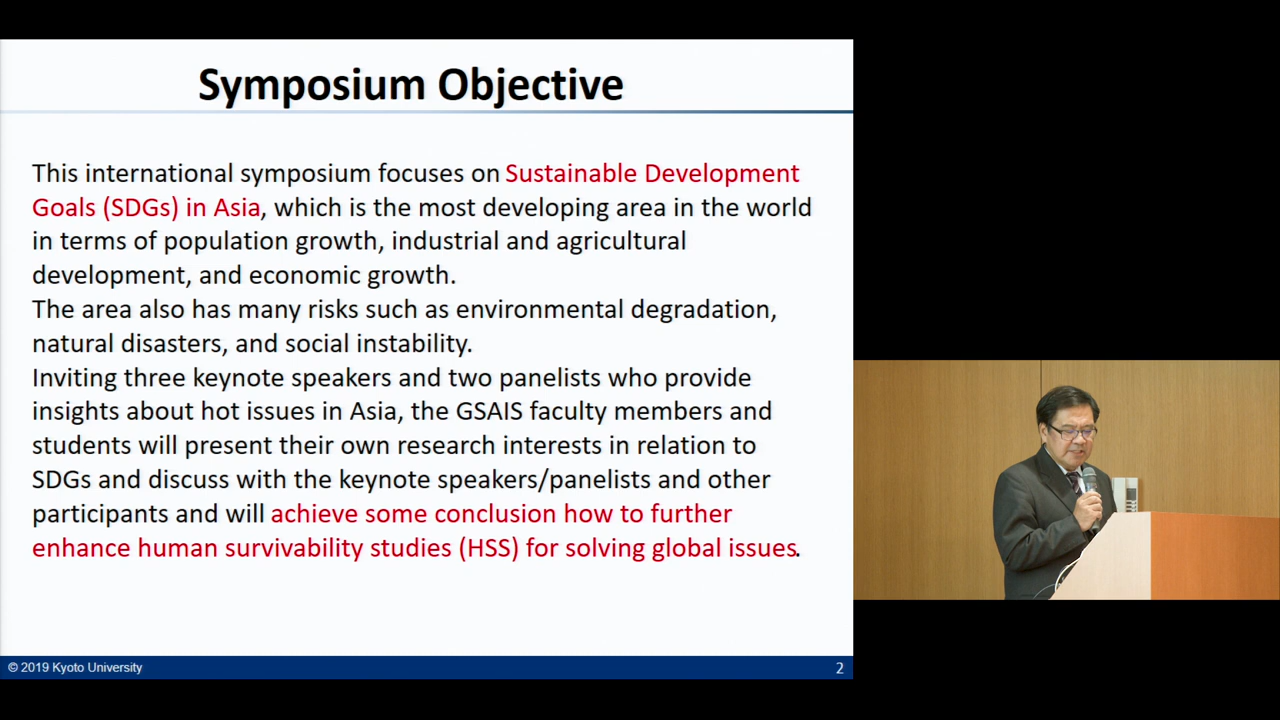 Symposium Objective
This international symposium focuses on Sustainable Development
Goals (SDGs) in Asia, which is the most developing area in the world
in terms of population growth, industrial and agricultural
development, and economic growth.
The area also has many risks such as environmental degradation,
natural disasters, and social instability.
Inviting three keynote speakers and two panelists who provide
insights about hot issues in Asia, the GSAIS faculty members and
students will present their own research interests in relation to
SDGs and discuss with the keynote speakers/panelists and other
participants and will achieve some conclusion how to further
enhance human survivability studies (HSS) for solving global issues.
© 2019 Kyoto University
2